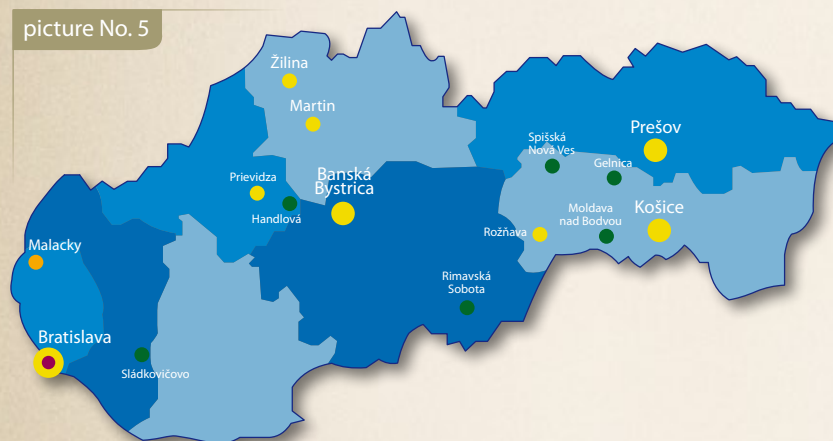 picture No. 5
Žilina
Martin
Prešov
Spišská
Nová Ves
Gelnica
Prievidza
Banská
Bystrica
Handlová
Košice
Moldava
nad Bodvou
Rožňava
Malacky
Rimavská
Sobota
Bratislava
Sládkovičovo